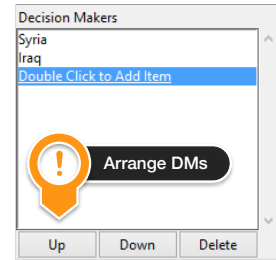 Decision Makers
Syria
Iraq
Double Click to Add Item
!
Arrange DMs
Up Down Delete